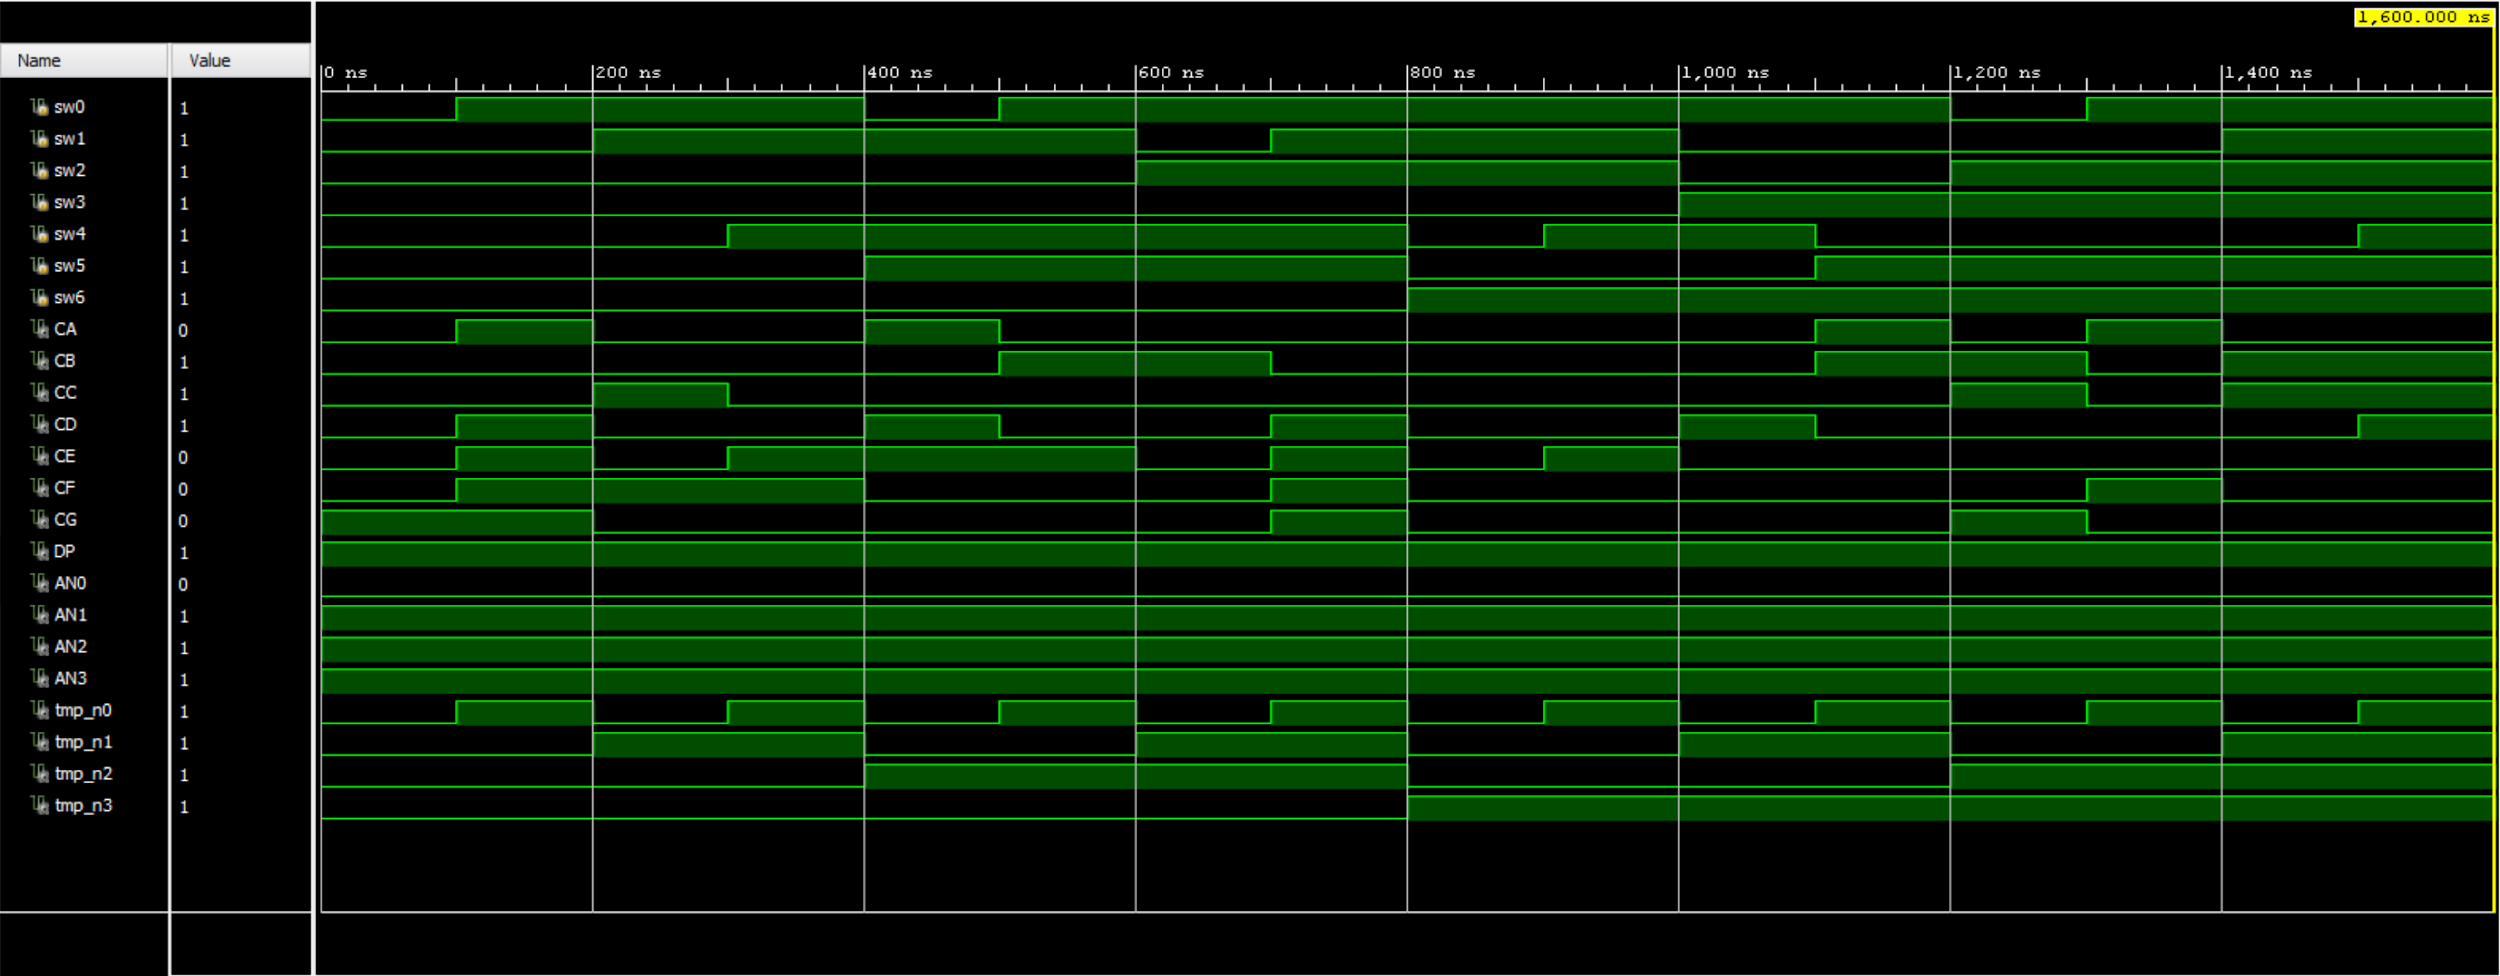 1,600.000 ns
Name Value
0 ns 200 ns 400 ns 600 ns 800 ns 1,000 ns 1,200 ns 1,400 ns
sw0 1
sw1 1
sw2 1
sw3 1
sw4 1
sw5 1
sw6 1
CA 0
CB 1
CC 1
CD 1
CE 0
CF 0
CG 0
DP 1
AN0 0
AN1 1
AN2 1
AN3 1
tmp_n0 1
tmp_n1 1
tmp_n2 1
tmp_n3 1